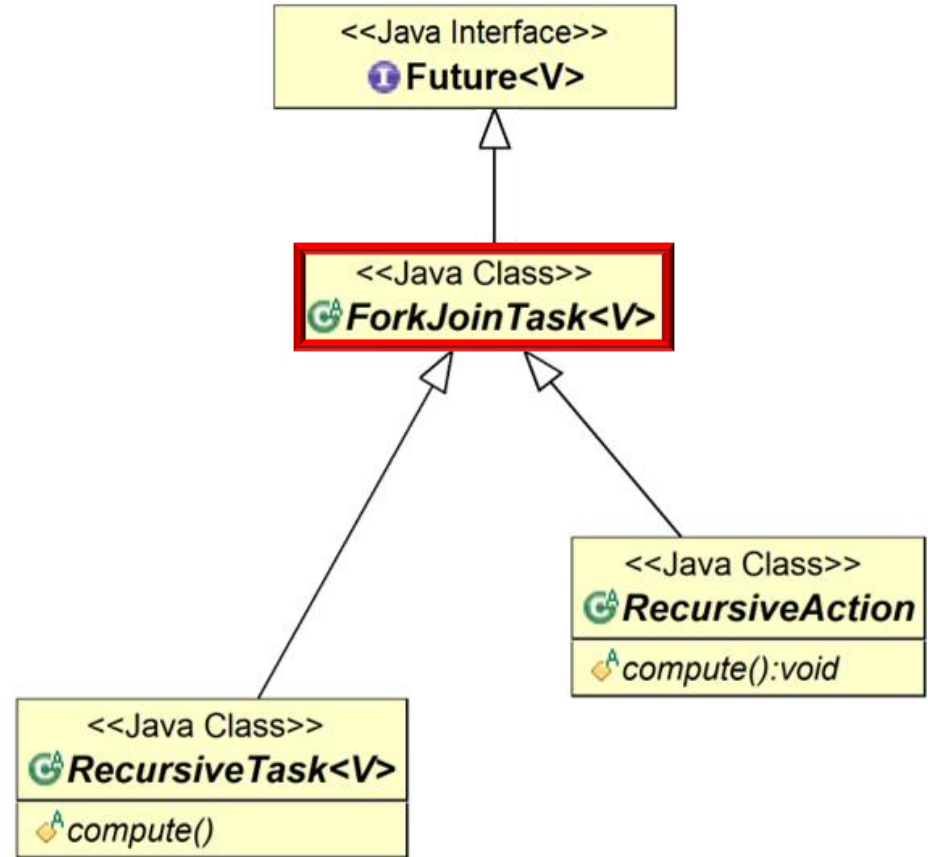 <<Java Interface>>
Future<V>
<<Java Class>>
ForkJoinTask<V>
<<Java Class>>
RecursiveAction
compute():void
<<Java Class>>
RecursiveTask<V>
compute()